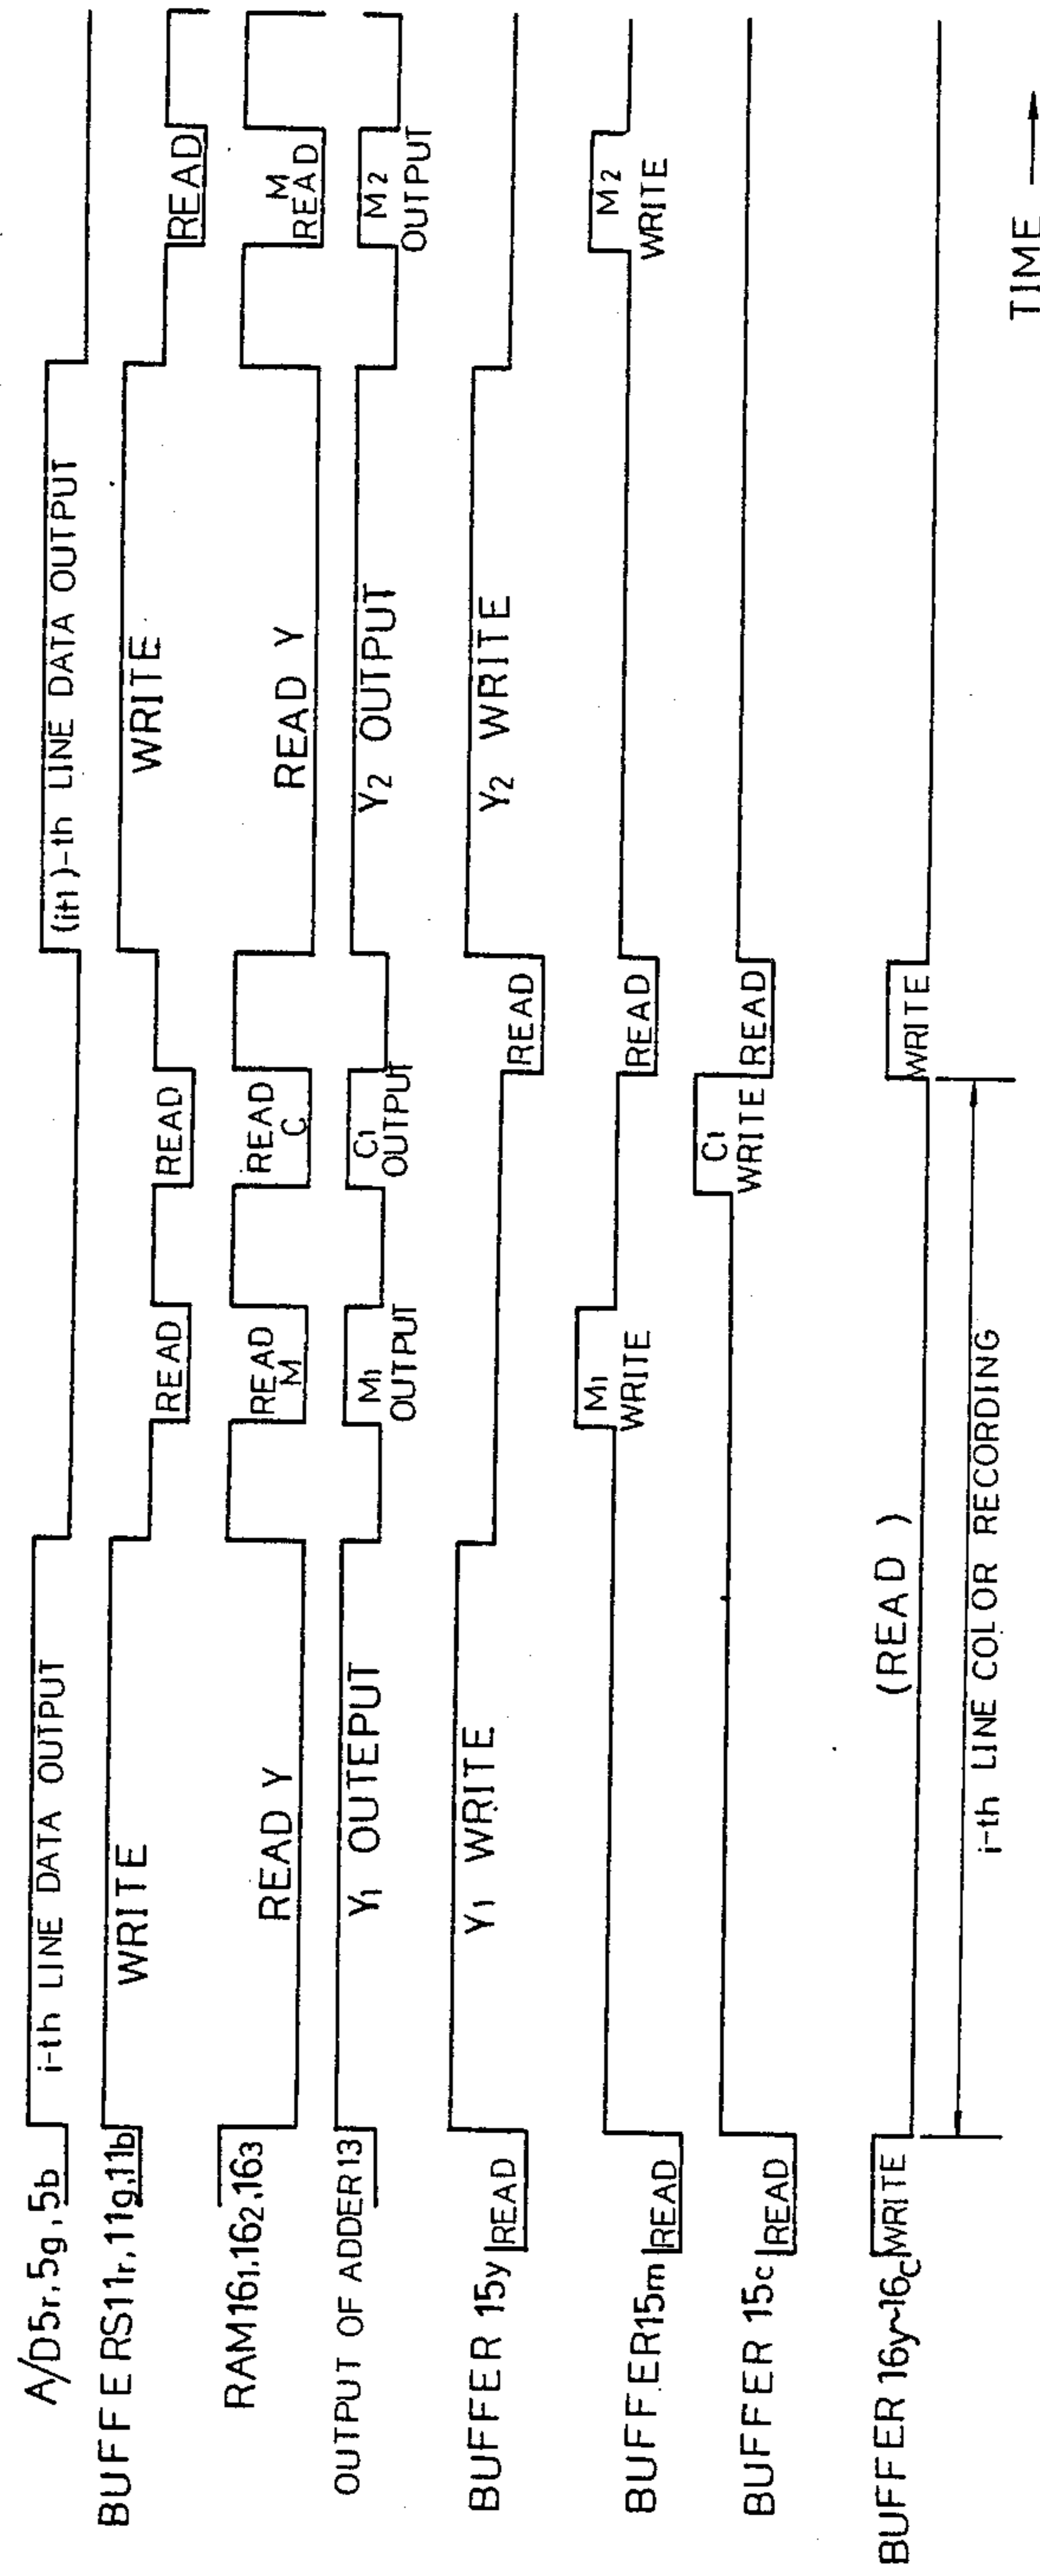 A/D5r,5g,5b
i-th LINE DATA OUTPUT
(i+1)-th LINE DATA OUTPUT
BUFFERS11r,11g,11b
WRITE
READ
READ
WRITE
READ
RAM16₁,16₂,16₃
READ Y
READ
M
READ
C
READ Y
M
READ
OUTPUT OF ADDER13
Y₁ OUTEPUT
M₁
OUTPUT
C₁
OUTPUT
Y₂ OUTPUT
M₂
OUTPUT
BUFFER 15y
READ
Y₁ WRITE
READ
Y₂ WRITE
BUFFER15m
READ
M₁
WRITE
READ
M₂
WRITE
BUFFER 15c
READ
C₁
WRITE
READ
BUFFER 16y~16c
WRITE
(READ )
WRITE
i-th LINE COLOR RECORDING
TIME